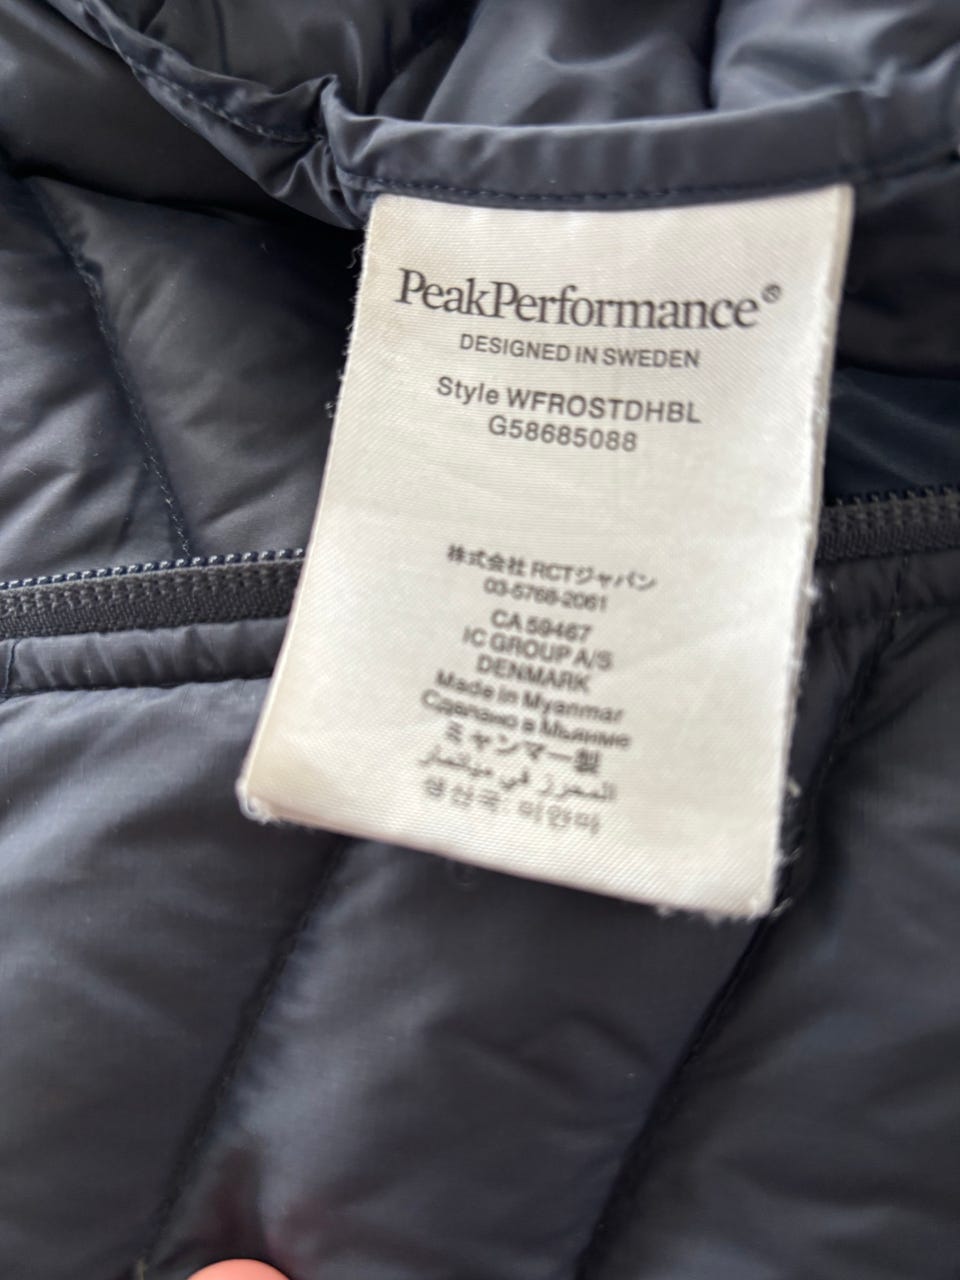 PeakPerformance®
DESIGNED IN SWEDEN
Style WFROSTDHBL
G58685088
株式会社 RCTジャパン
03-5768-2061
CA 59467
IC GROUP A/S
DENMARK
Made in Myanmar
Сделано в Мьянме
ミャンマー製
في ميانمار
생산국: 미얀마